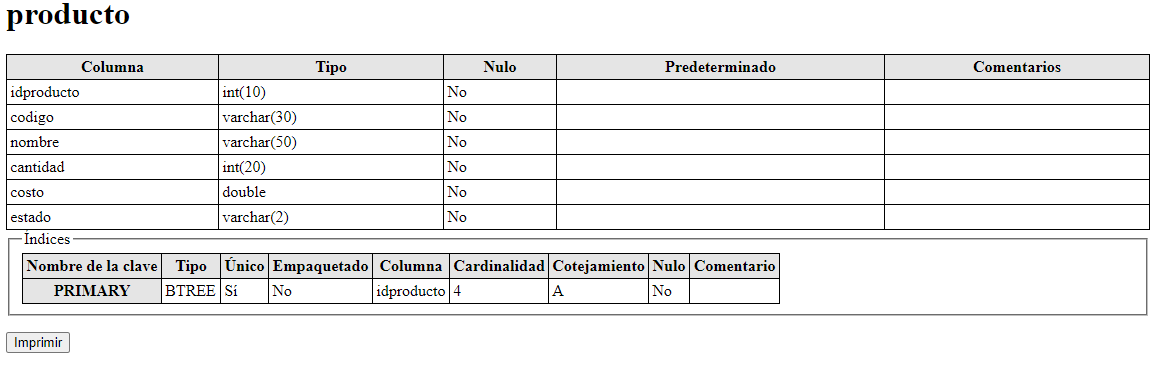 producto
Columna Tipo Nulo Predeterminado Comentarios
idproducto int(10) No
codigo varchar(30) No
nombre varchar(50) No
cantidad int(20) No
costo double No
estado varchar(2) No
Índices
Nombre de la clave Tipo Único Empaquetado Columna Cardinalidad Cotejamiento Nulo Comentario
PRIMARY BTREE Sí No idproducto 4 A No
Imprimir